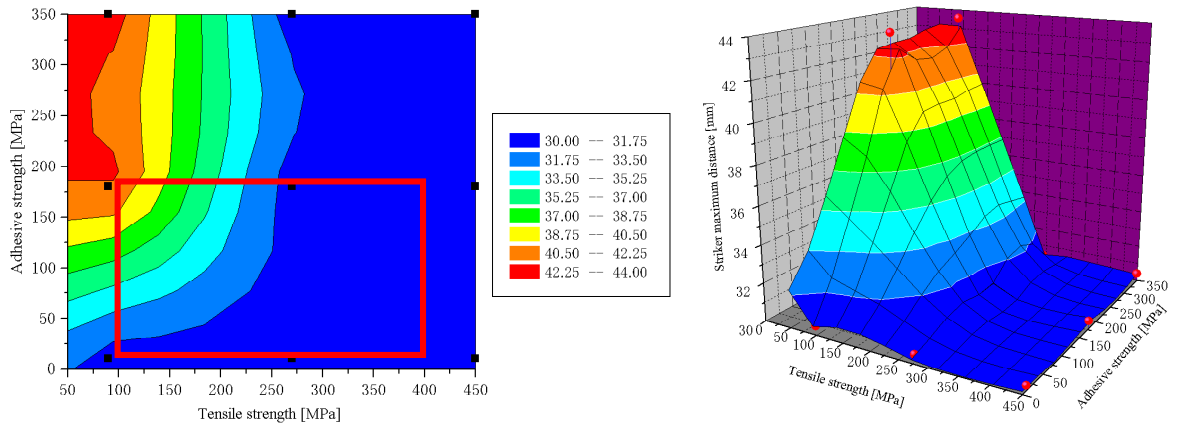 350
300
250
200
150
100
50
0
Adhesive strength [MPa]
50 100 150 200 250 300 350 400 450
Tensile strength [MPa]
30.00 — 31.75
31.75 — 33.50
33.50 — 35.25
35.25 — 37.00
37.00 — 38.75
38.75 — 40.50
40.50 — 42.25
42.25 — 44.00
44
42
40
38
36
34
32
30
Striker maximum distance [mm]
0 50 100 150 200 250 300 350 400 450
Tensile strength [MPa]
0 50 100 150 200 250 300 350
Adhesive strength [MPa]